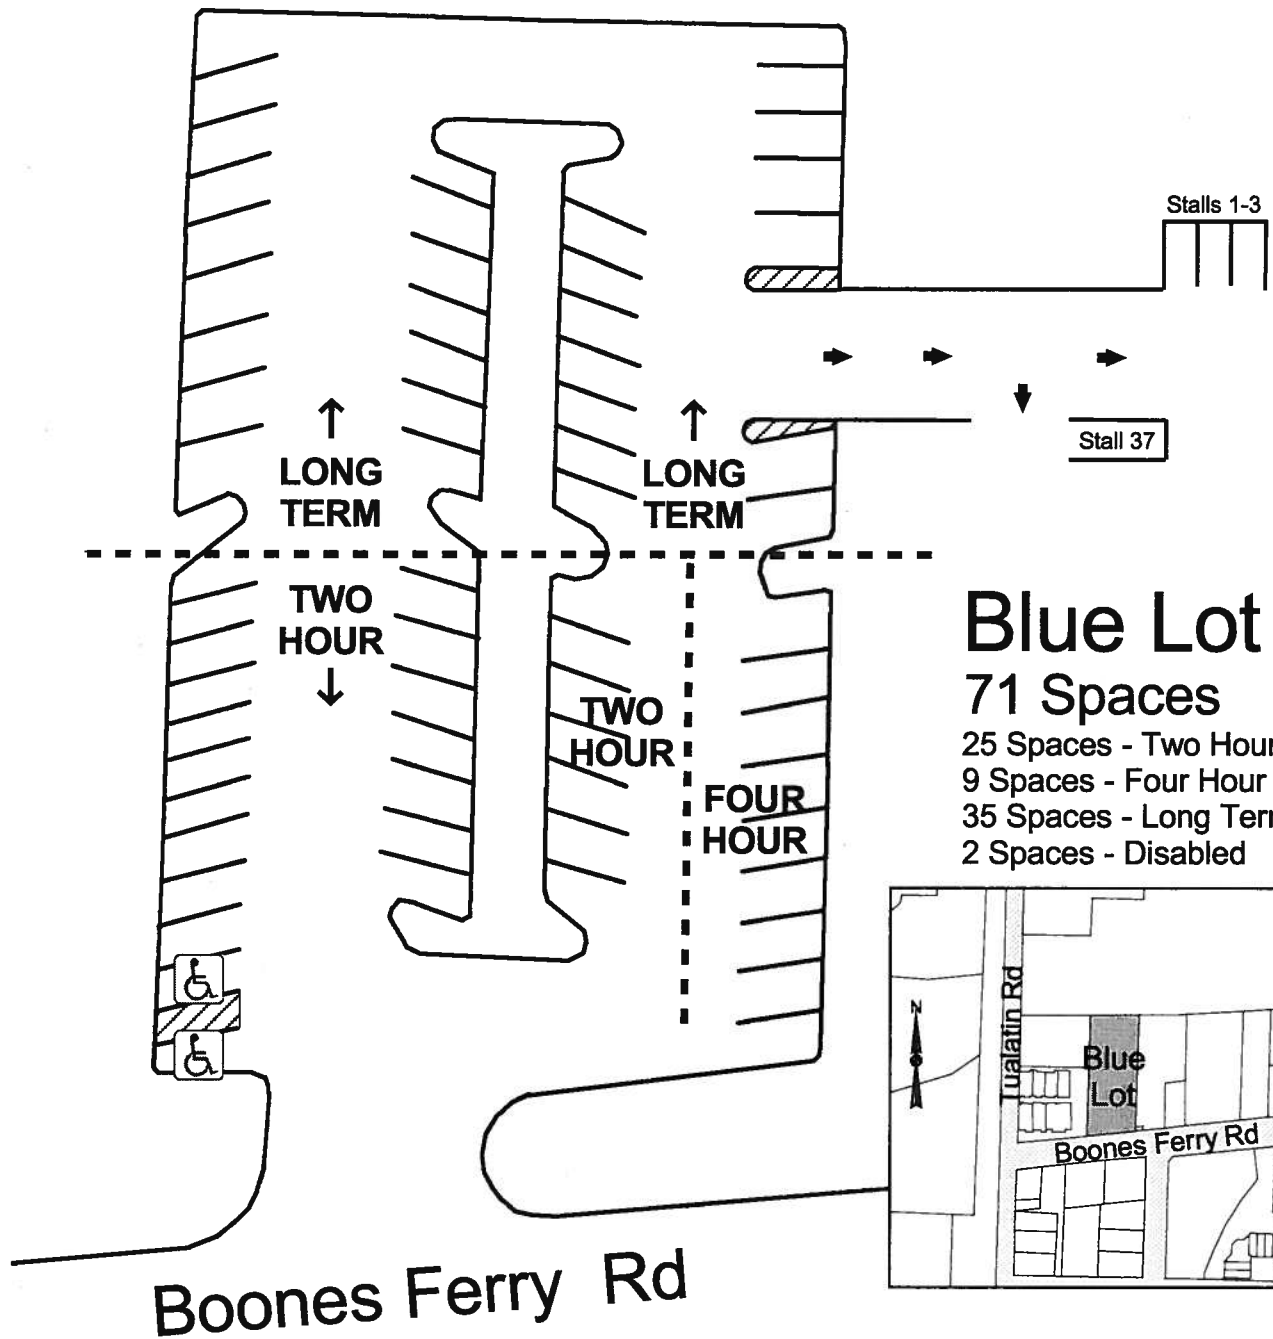 Stalls 1-3
Stall 37
LONG
TERM
LONG
TERM
TWO
HOUR
TWO
HOUR
FOUR
HOUR
Blue Lot
71 Spaces
25 Spaces - Two Hour
9 Spaces - Four Hour
35 Spaces - Long Ter
2 Spaces - Disabled
N
Tualatin Rd
Blue
Lot
Boones Ferry Rd
Boones Ferry Rd